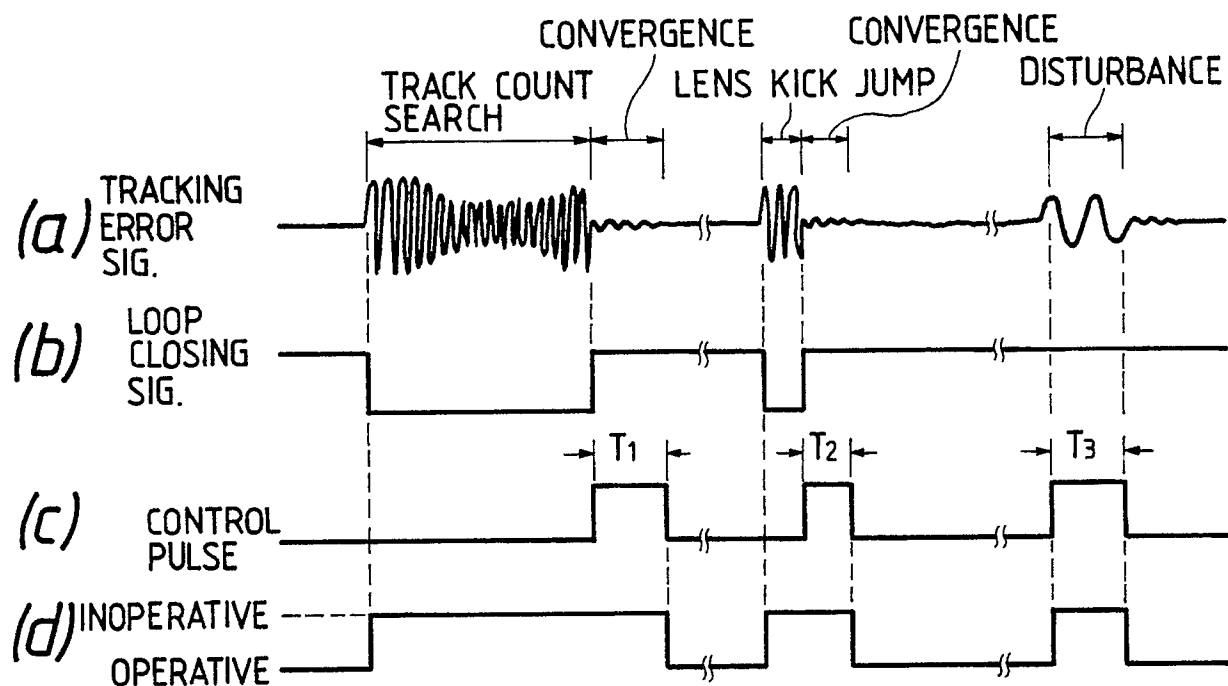 CONVERGENCE
CONVERGENCE
TRACK COUNT
SEARCH
LENS KICK JUMP
DISTURBANCE
(a) TRACKING
ERROR
SIG.
(b) LOOP
CLOSING
SIG.
T1
T2
T3
(c) CONTROL
PULSE
(d) INOPERATIVE
OPERATIVE